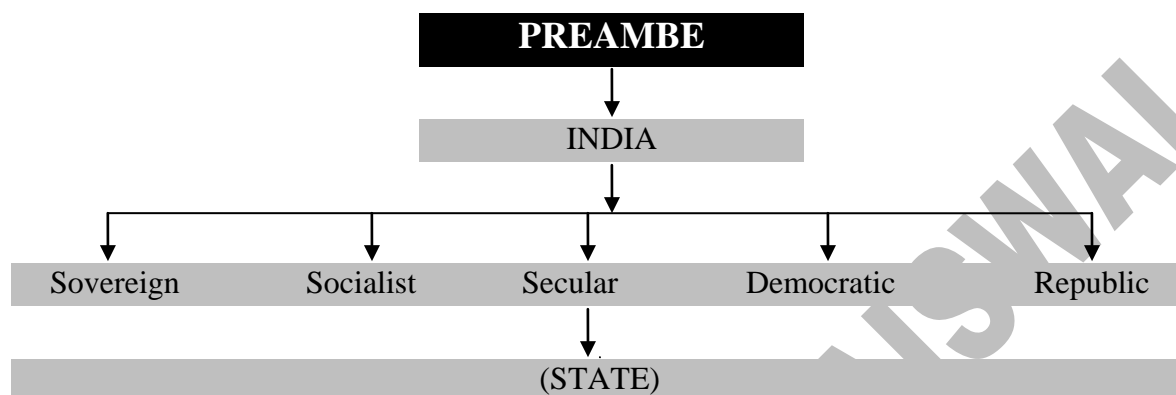 PREAMBE
INDIA
Sovereign Socialist Secular Democratic Republic
(STATE)